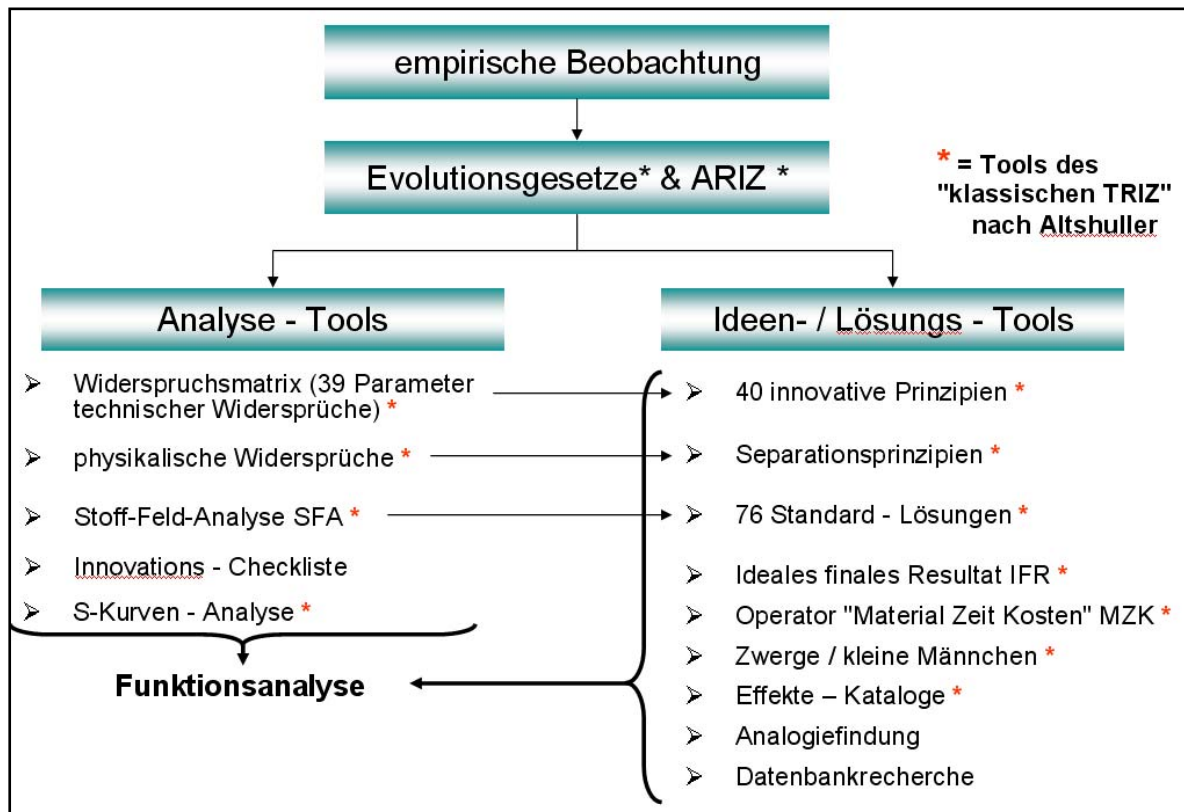 empirische Beobachtung
Evolutionsgesetze* & ARIZ *
* = Tools des
"klassischen TRIZ"
nach Altshuller
Analyse - Tools
➢ Widerspruchsmatrix (39 Parameter
technischer Widersprüche) *
➢ physikalische Widersprüche *
➢ Stoff-Feld-Analyse SFA *
➢ Innovations - Checkliste
➢ S-Kurven - Analyse *
Funktionsanalyse
Ideen- / Lösungs - Tools
➢ 40 innovative Prinzipien *
➢ Separationsprinzipien *
➢ 76 Standard - Lösungen *
➢ Ideales finales Resultat IFR *
➢ Operator "Material Zeit Kosten" MZK *
➢ Zwerge / kleine Männchen *
➢ Effekte – Kataloge *
➢ Analogiefindung
➢ Datenbankrecherche